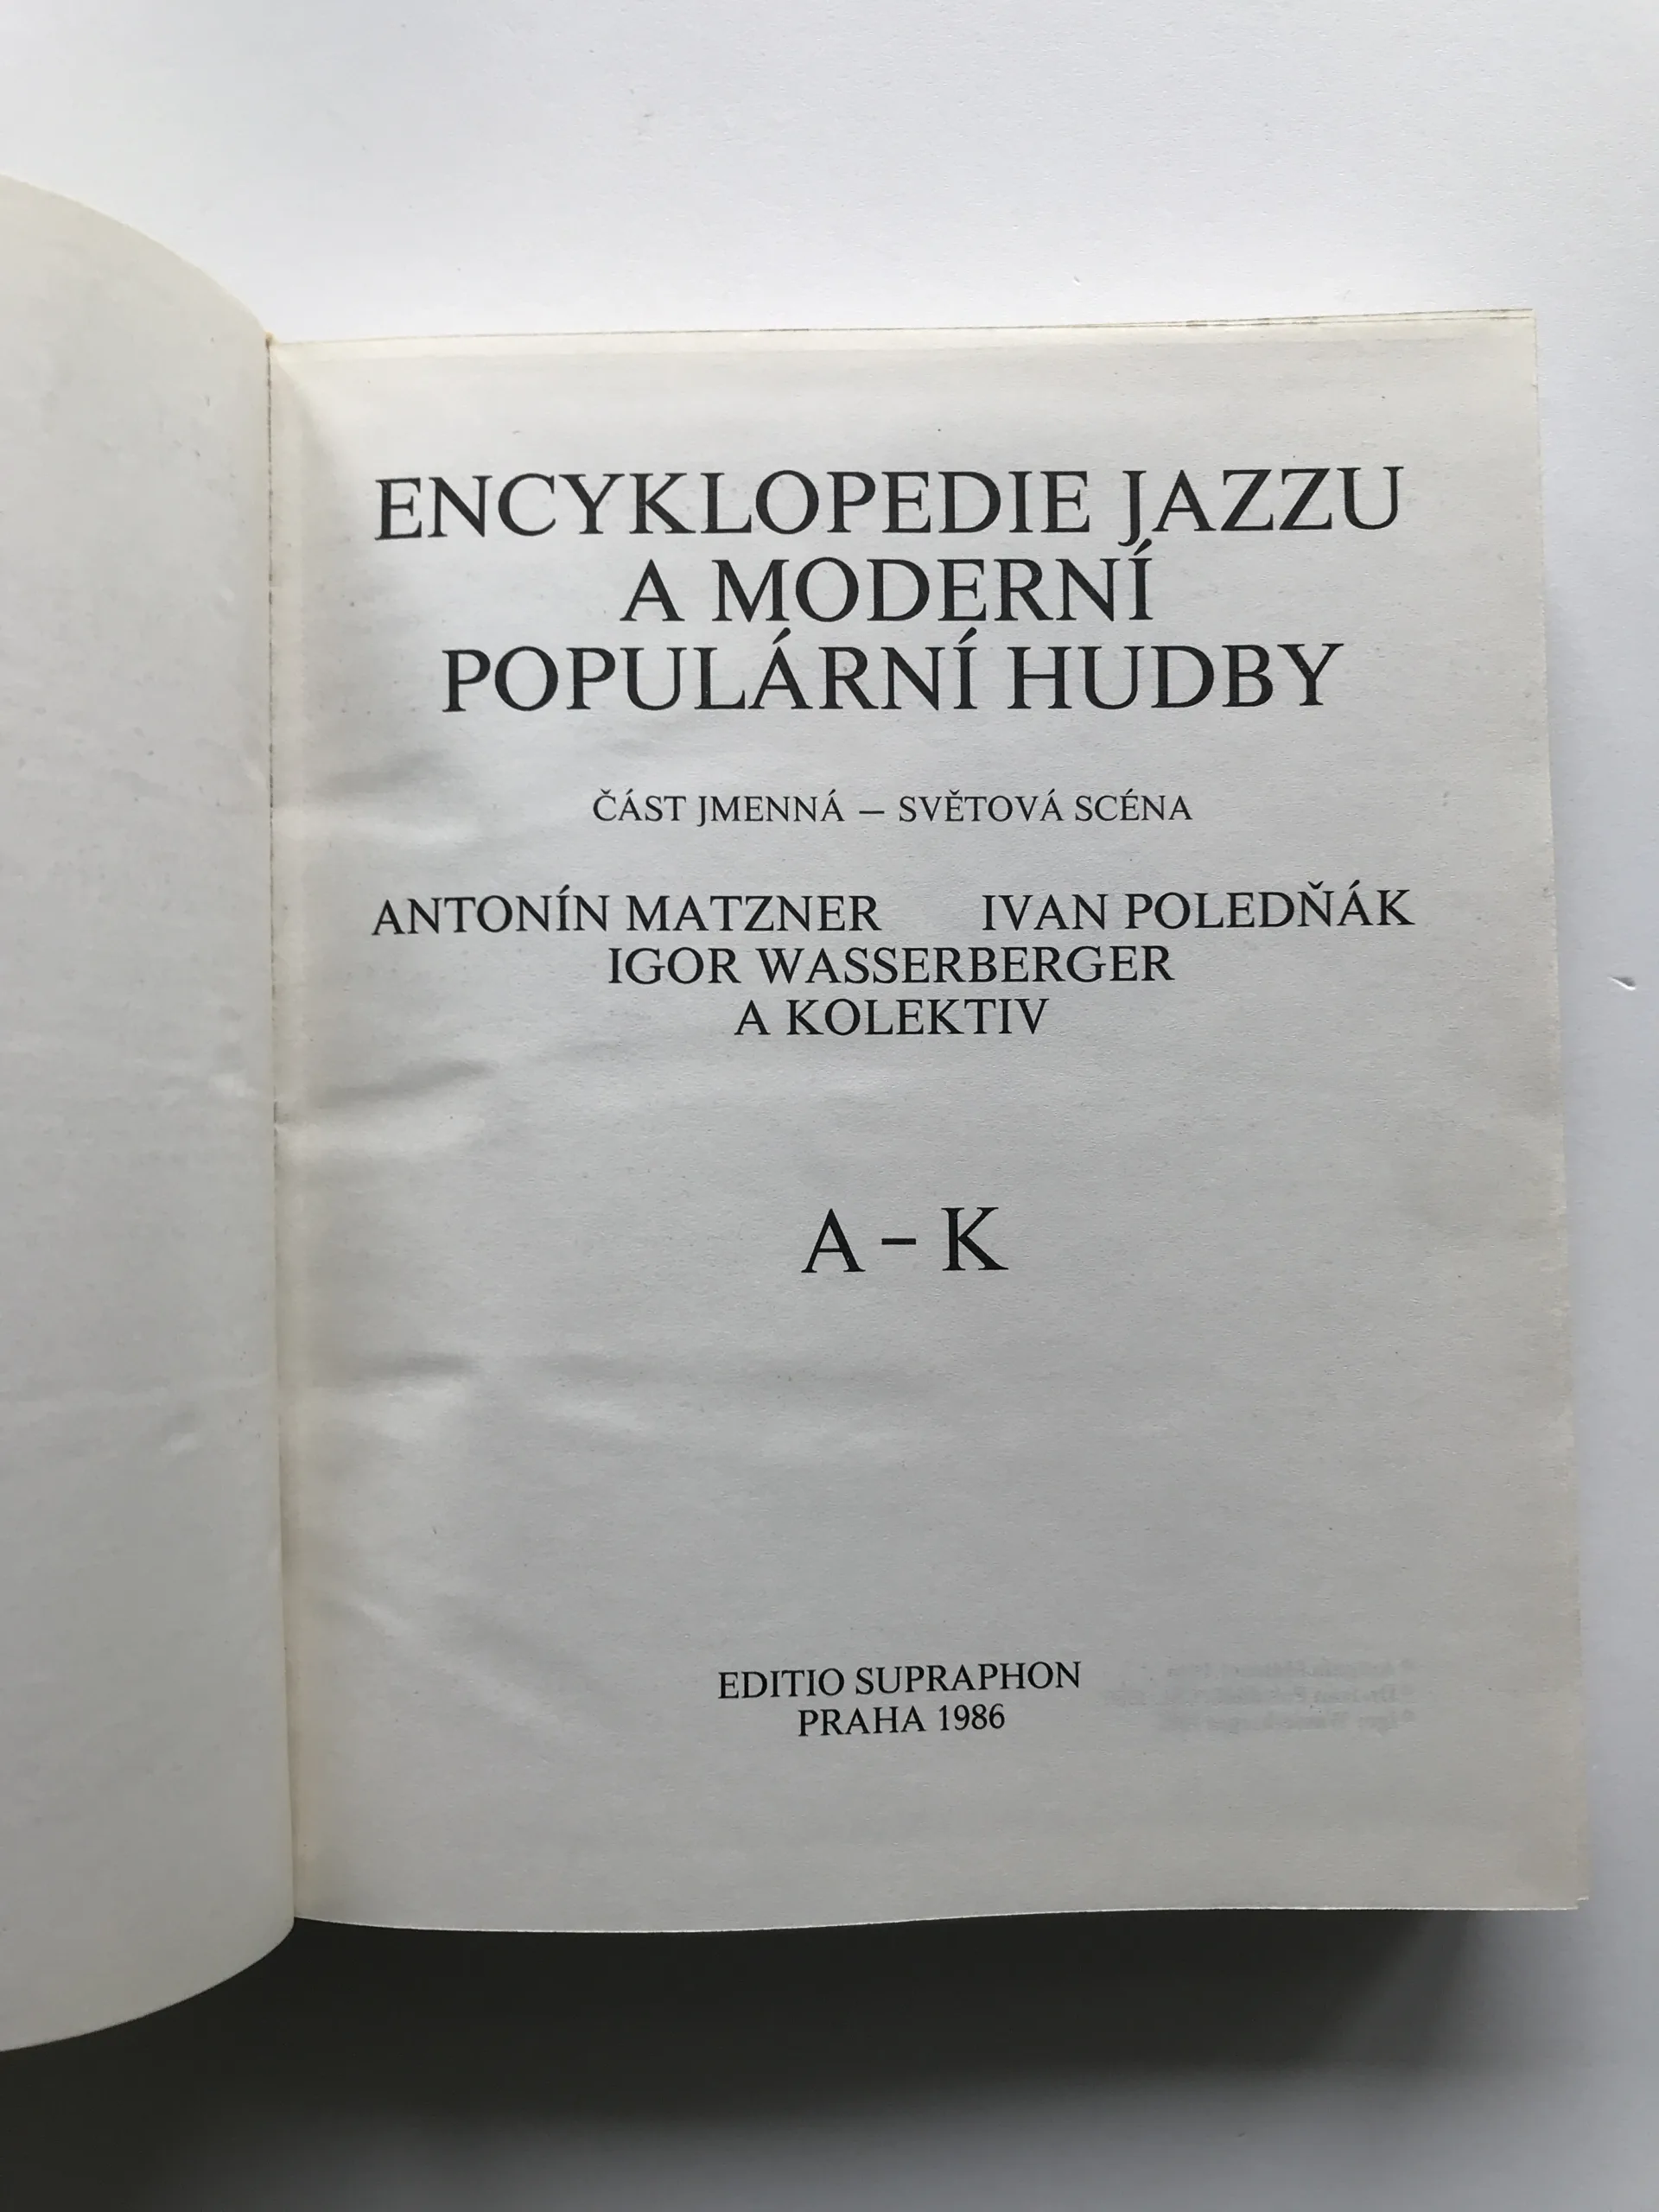 ENCYKLOPEDIE JAZZU
A MODERNÍ
POPULÁRNÍ HUDBY
ČÁST JMENNÁ – SVĚTOVÁ SCÉNA
ANTONÍN MATZNER IVAN POLEDŇÁK
IGOR WASSERBERGER
A KOLEKTIV
A – K
EDITIO SUPRAPHON
PRAHA 1986